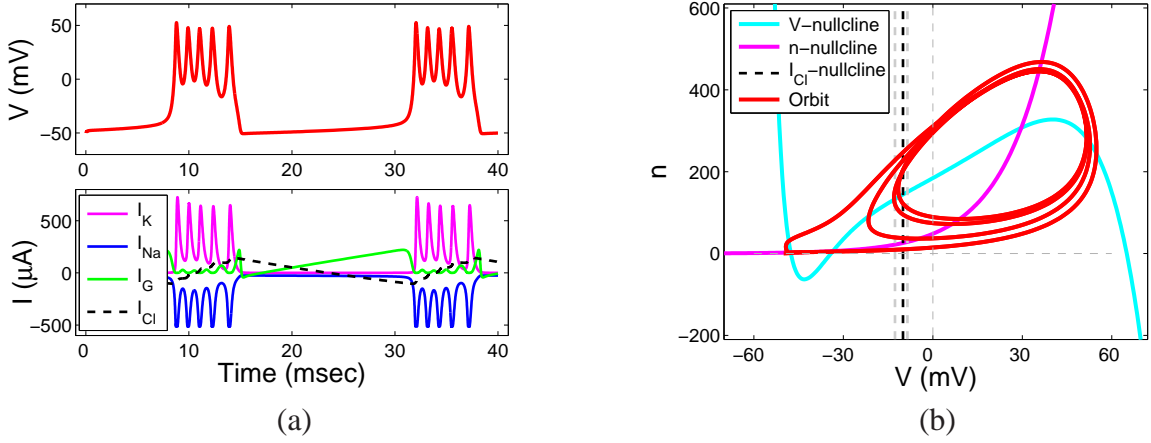 V (mV)
50
0
−50
0
10
20
30
40
I (μA)
500
0
−500
I_K
I_Na
I_G
I_Cl
0
10
20
30
40
Time (msec)
(a)
n
600
400
200
0
−200
V−nullcline
n−nullcline
I_Cl−nullcline
Orbit
−60
−30
0
30
60
V (mV)
(b)